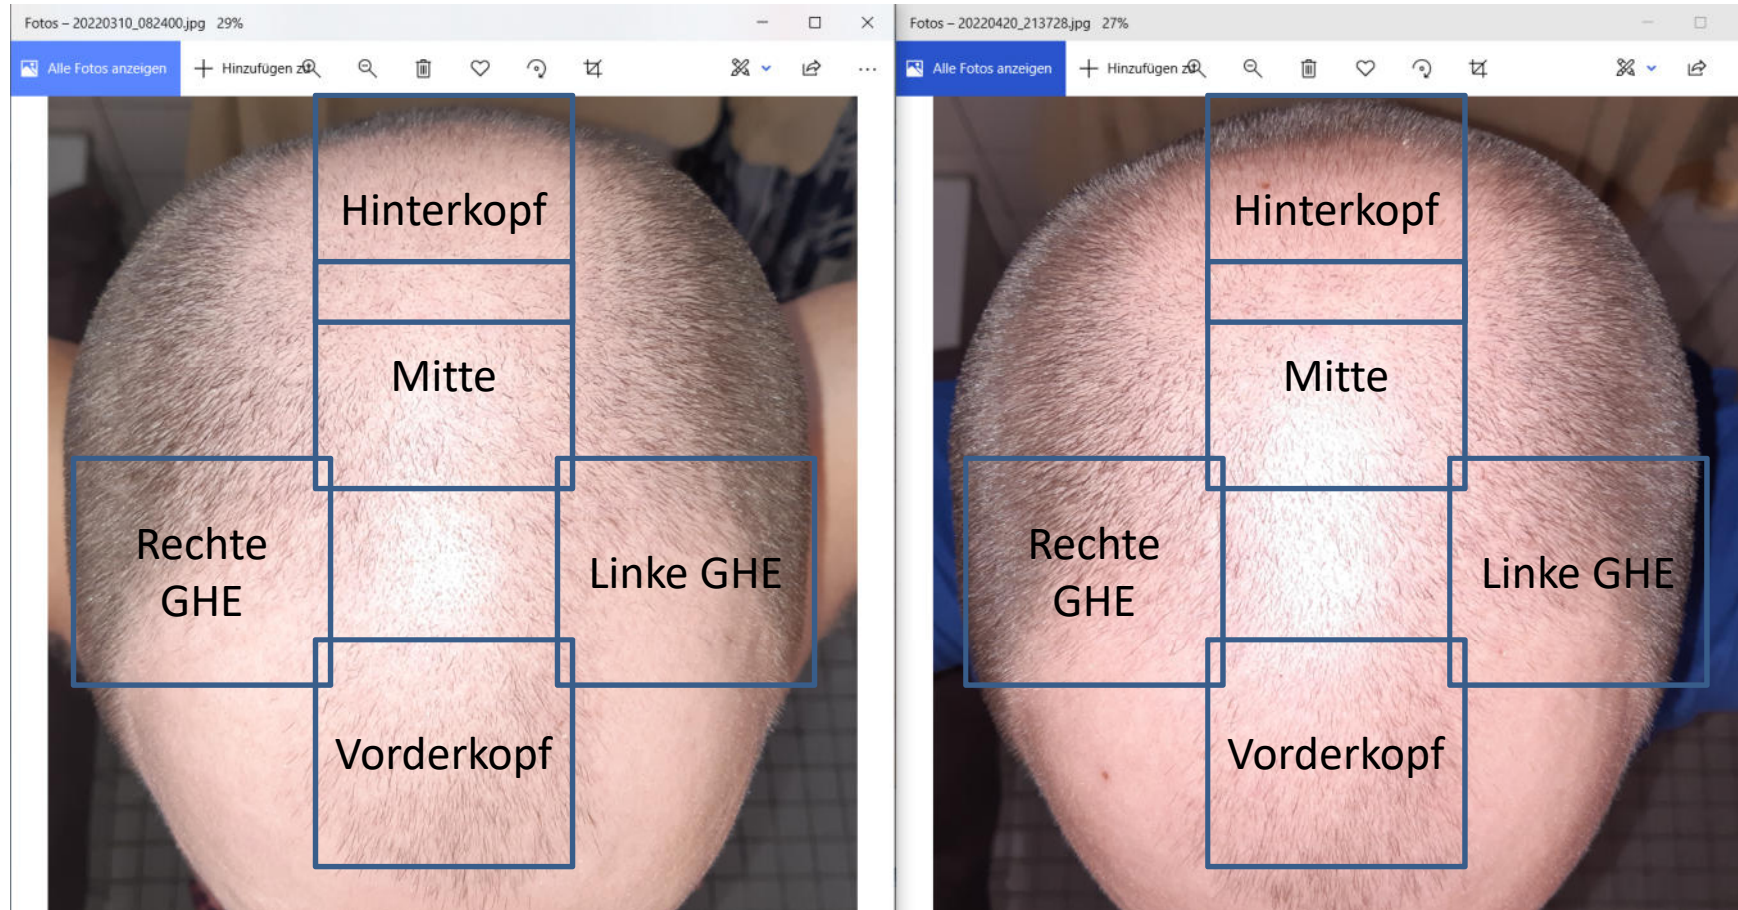 Fotos – 20220310_082400.jpg 29%
Alle Fotos anzeigen
Hinzufügen zu
Hinterkopf
Mitte
Rechte
GHE
Linke GHE
Vorderkopf
Fotos – 20220420_213728.jpg 27%
Alle Fotos anzeigen
Hinzufügen zu
Hinterkopf
Mitte
Rechte
GHE
Linke GHE
Vorderkopf